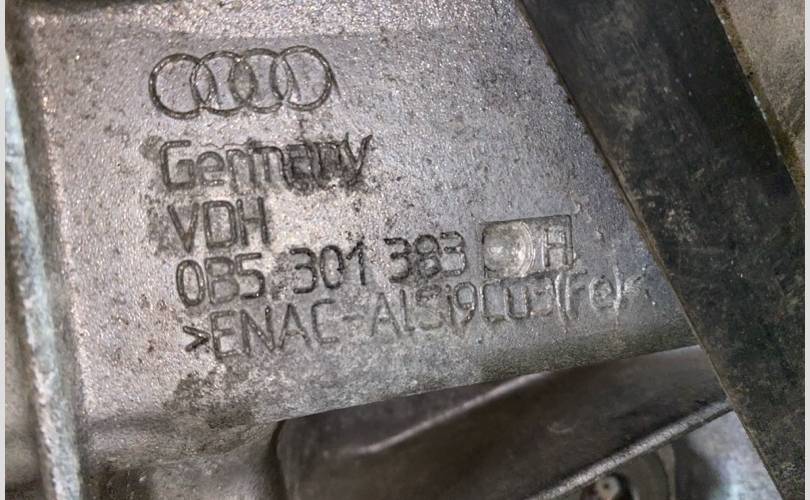 Germany
VDH
0B5 301 383 H
>ENAC-AlSi9Cu3(Fe)<